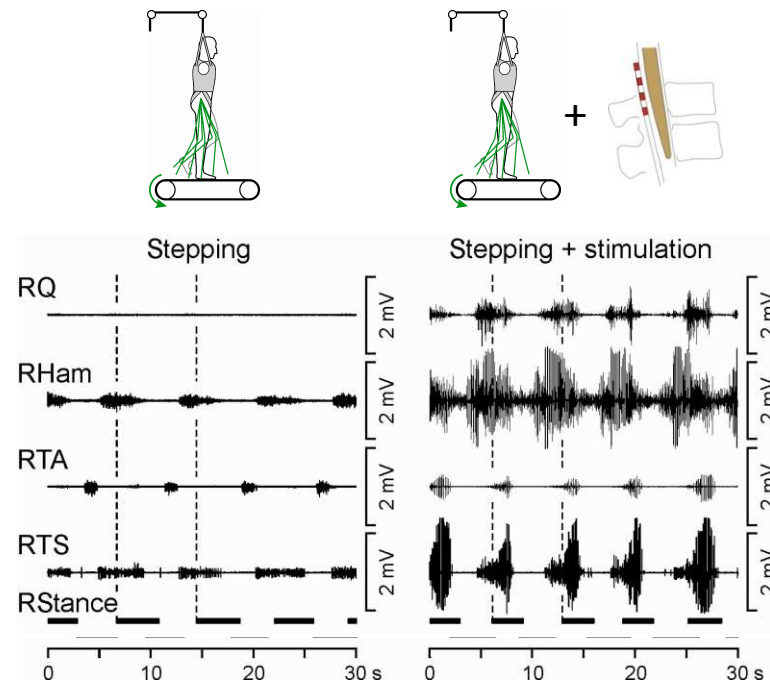 +
Stepping
Stepping + stimulation
RQ
2 mV
2 mV
RHam
2 mV
2 mV
RTA
2 mV
2 mV
RTS
2 mV
2 mV
RStance
0 10 20 30 s
0 10 20 30 s